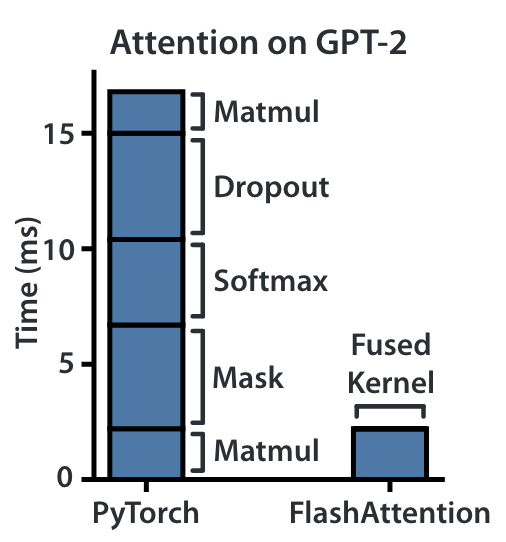 Attention on GPT-2
Time (ms)
15
10
5
0
Matmul
Dropout
Softmax
Mask
Matmul
Fused
Kernel
PyTorch
FlashAttention